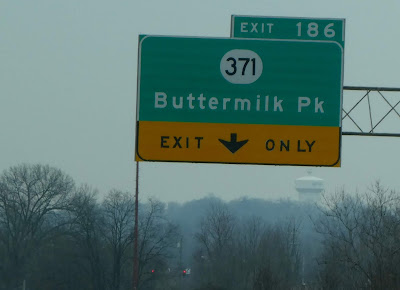 EXIT 186
371
Buttermilk Pk
EXIT ONLY